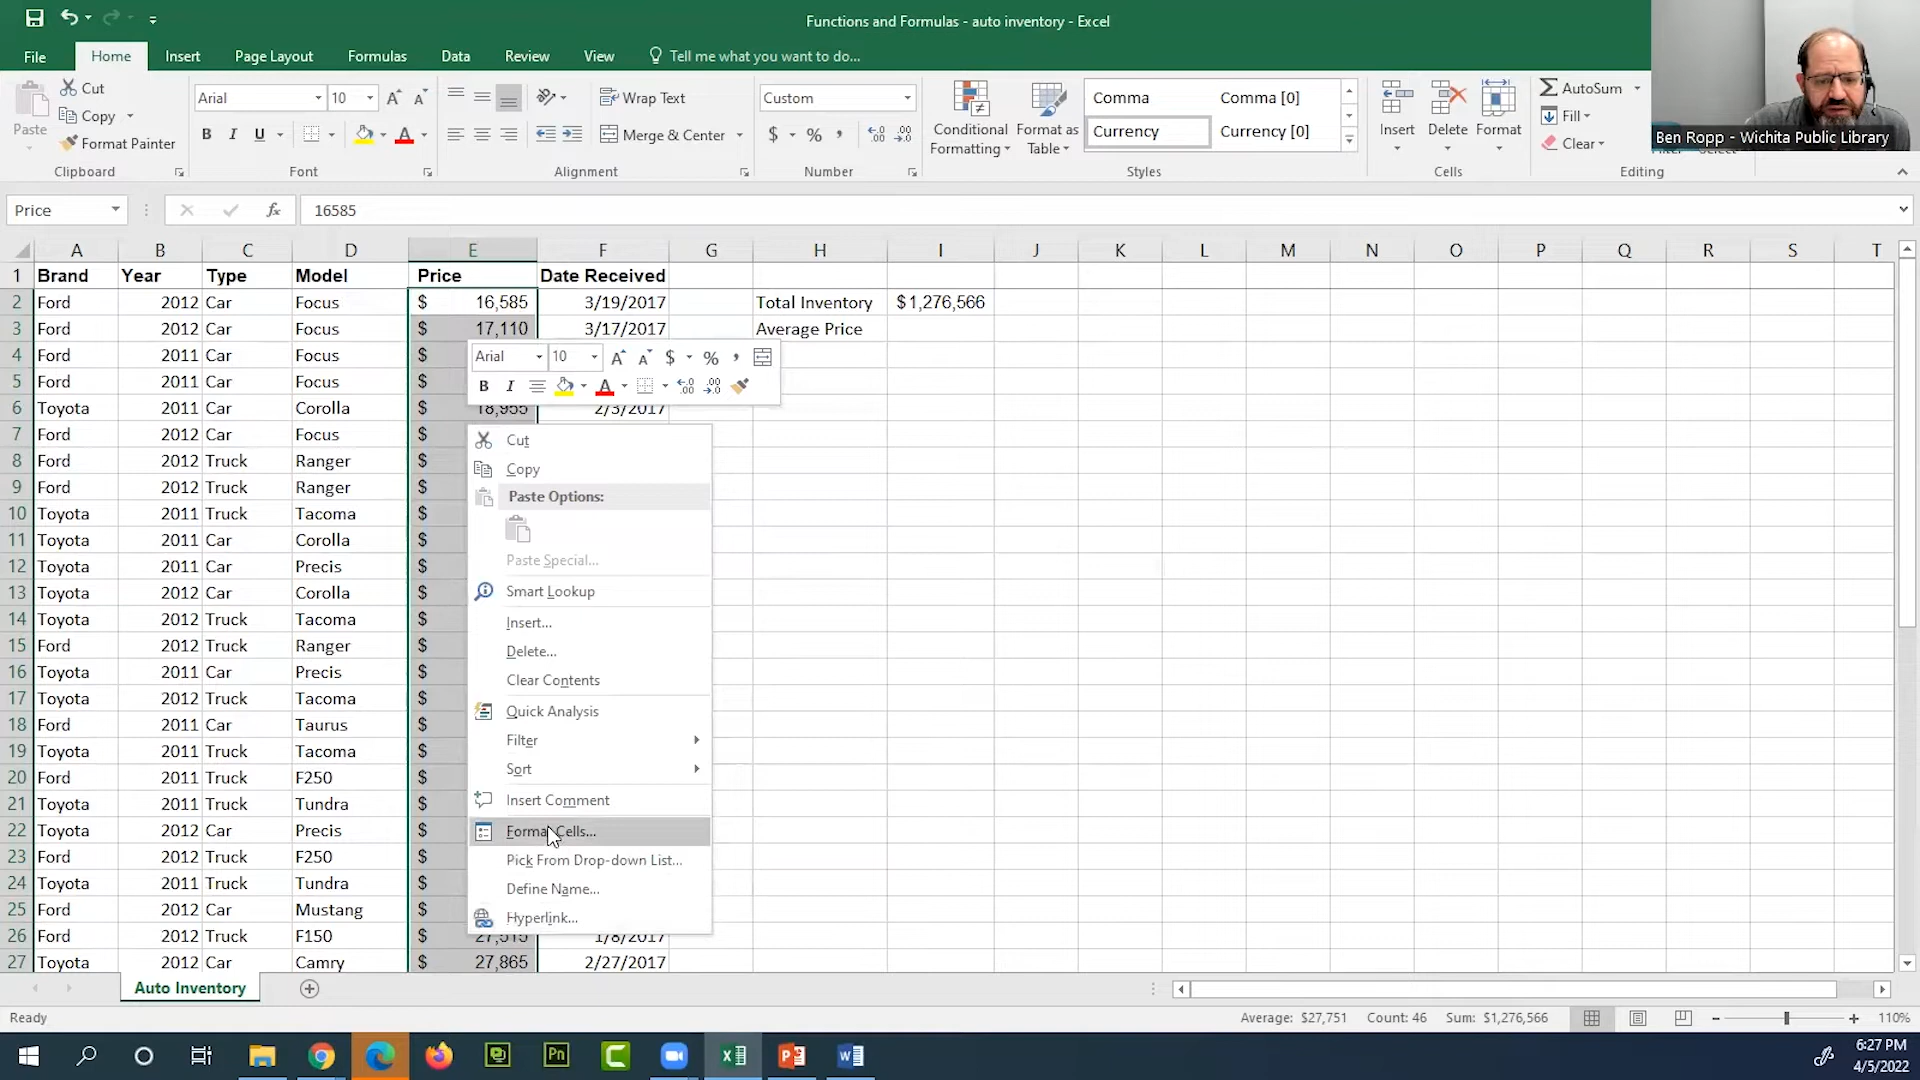 Functions and Formulas - auto inventory - Excel
File Home Insert Page Layout Formulas Data Review View Tell me what you want to do...
Paste Cut Copy Format Painter
Arial 10
B I U
Wrap Text
Merge & Center
Custom
$ % ,
Conditional Formatting Format as Table
Comma Comma [0]
Currency Currency [0]
Insert Delete Format
AutoSum
Fill
Clear
Ben Ropp - Wichita Public Library
Clipboard Font Alignment Number Styles Cells Editing
Price fx 16585
A B C D E F G H I J K L M N O P Q R S T
1 Brand Year Type Model Price Date Received
2 Ford 2012 Car Focus $ 16,585 3/19/2017 Total Inventory $1,276,566
3 Ford 2012 Car Focus $ 17,110 3/17/2017 Average Price
4 Ford 2011 Car Focus $
5 Ford 2011 Car Focus $
6 Toyota 2011 Car Corolla $ 18,955 2/3/2017
7 Ford 2012 Car Focus $
8 Ford 2012 Truck Ranger $
9 Ford 2012 Truck Ranger $
10 Toyota 2011 Truck Tacoma $
11 Toyota 2011 Car Corolla $
12 Toyota 2011 Car Precis $
13 Toyota 2012 Car Corolla $
14 Toyota 2012 Truck Tacoma $
15 Ford 2012 Truck Ranger $
16 Toyota 2011 Car Precis $
17 Toyota 2012 Truck Tacoma $
18 Ford 2011 Car Taurus $
19 Toyota 2011 Truck Tacoma $
20 Ford 2011 Truck F250 $
21 Toyota 2011 Truck Tundra $
22 Toyota 2012 Car Precis $
23 Ford 2012 Truck F250 $
24 Toyota 2011 Truck Tundra $
25 Ford 2012 Car Mustang $
26 Ford 2012 Truck F150 $ 27,515 1/8/2017
27 Toyota 2012 Car Camry $ 27,865 2/27/2017
Arial 10 A A $ % ,
B I A
Cut
Copy
Paste Options:
Paste Special...
Smart Lookup
Insert...
Delete...
Clear Contents
Quick Analysis
Filter
Sort
Insert Comment
Format Cells...
Pick From Drop-down List...
Define Name...
Hyperlink...
Auto Inventory
Ready Average: $27,751 Count: 46 Sum: $1,276,566 110%
Pn
6:27 PM
4/5/2022